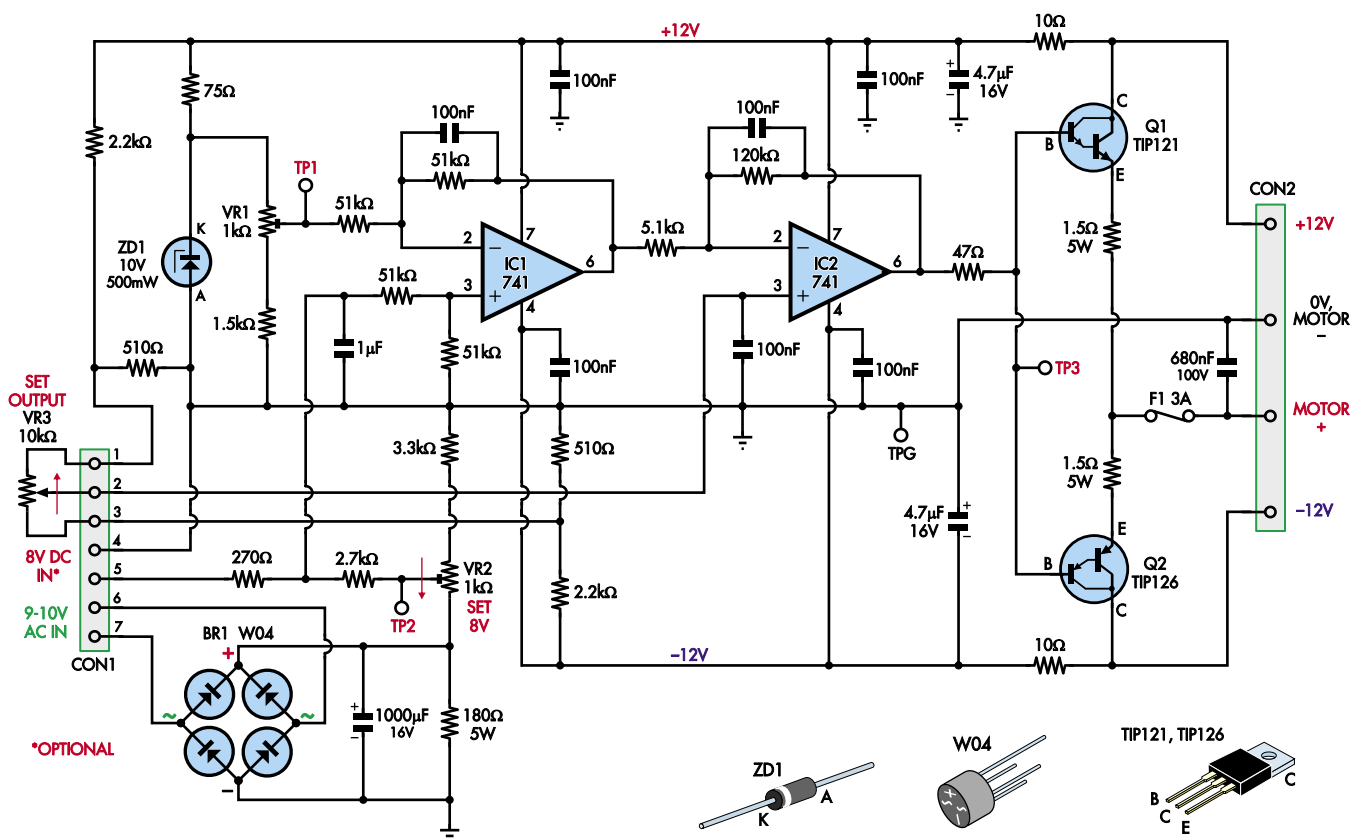 +12V
10Ω
75Ω
100nF
100nF
4.7µF
16V
+
–
C
Q1
TIP121
B
E
2.2kΩ
100nF
51kΩ
100nF
120kΩ
TP1
VR1
1kΩ
51kΩ
5.1kΩ
47Ω
CON2
+12V
1.5Ω
5W
K
ZD1
10V
500mW
A
2
–
7
IC1
741
6
3
+
4
2
–
7
IC2
741
6
3
+
4
51kΩ
0V,
MOTOR
–
1.5kΩ
510Ω
1µF
51kΩ
100nF
100nF
100nF
TP3
680nF
100V
F1 3A
MOTOR
+
SET
OUTPUT
VR3
10kΩ
3.3kΩ
510Ω
TPG
1.5Ω
5W
1
2
3
4
5
6
7
4.7µF
16V
+
–
–12V
8V DC
IN*
270Ω
2.7kΩ
VR2
1kΩ
SET
8V
TP2
2.2kΩ
E
B
Q2
TIP126
C
9-10V
AC IN
CON1
BR1 W04
+
~
~
–
–12V
10Ω
+
1000µF
16V
–
180Ω
5W
*OPTIONAL
ZD1
A
K
W04
+
~
~
–
TIP121, TIP126
C
B
C
E